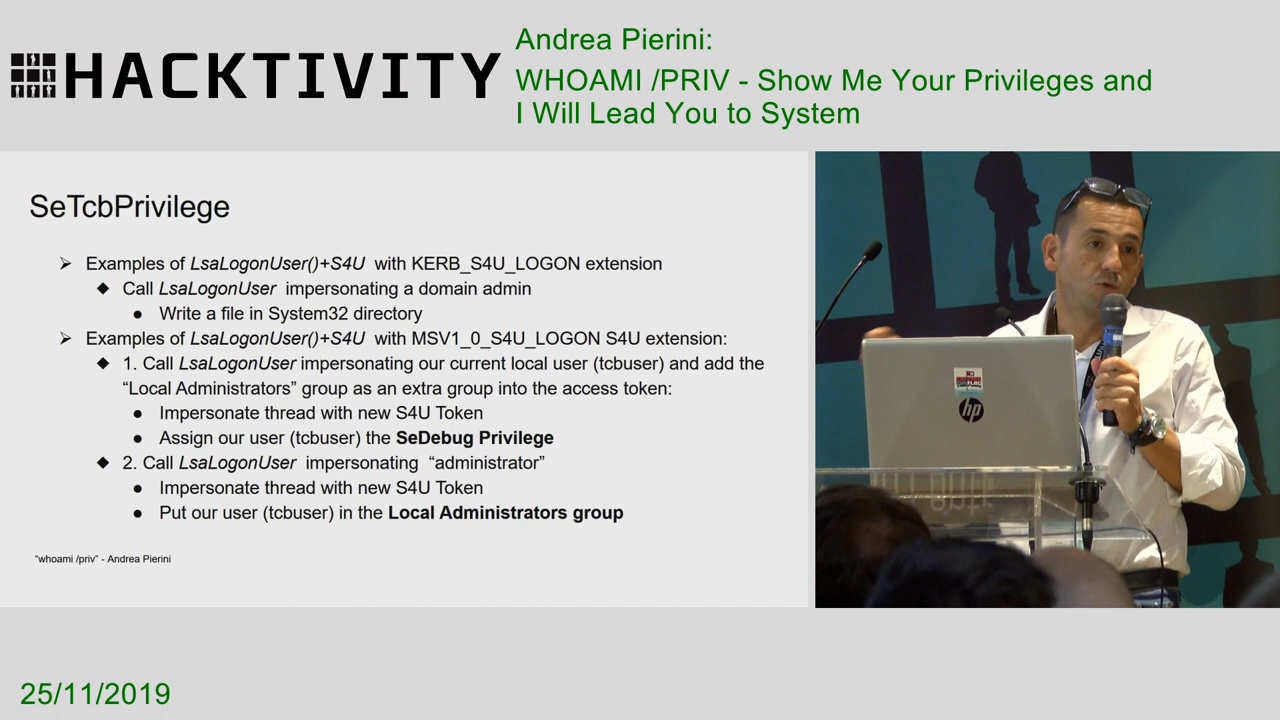 HACKTIVITY
Andrea Pierini:
WHOAMI /PRIV - Show Me Your Privileges and
I Will Lead You to System
SeTcbPrivilege
➢ Examples of LsaLogonUser()+S4U with KERB_S4U_LOGON extension
◆ Call LsaLogonUser impersonating a domain admin
● Write a file in System32 directory
➢ Examples of LsaLogonUser()+S4U with MSV1_0_S4U_LOGON S4U extension:
◆ 1. Call LsaLogonUser impersonating our current local user (tcbuser) and add the
“Local Administrators” group as an extra group into the access token:
● Impersonate thread with new S4U Token
● Assign our user (tcbuser) the SeDebug Privilege
◆ 2. Call LsaLogonUser impersonating “administrator”
● Impersonate thread with new S4U Token
● Put our user (tcbuser) in the Local Administrators group
“whoami /priv” - Andrea Pierini
hp
25/11/2019